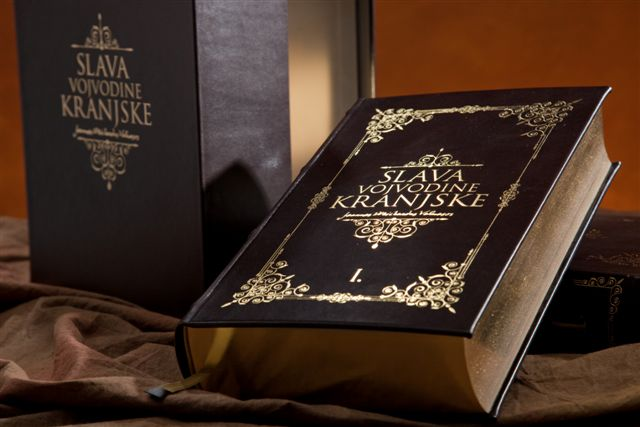 SLAVA
VOJVODINE
KRANJSKE
SLAVA
VOJVODINE
KRANJSKE
I.